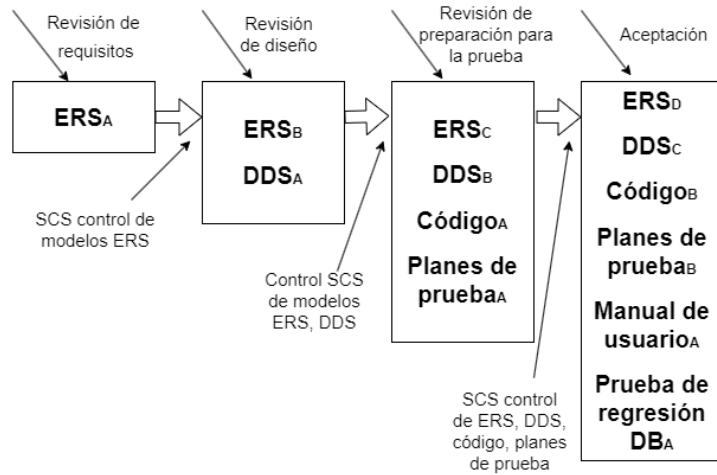 Revisión de
requisitos
ERSA
SCS control de
modelos ERS
Revisión
de diseño
ERSB
DDSA
Control SCS
de modelos
ERS, DDS
Revisión de
preparación para
la prueba
ERSC
DDSB
CódigoA
Planes de
pruebaA
SCS control
de ERS, DDS,
código, planes
de prueba
Aceptación
ERSD
DDSC
CódigoB
Planes de
pruebaB
Manual de
usuarioA
Prueba de
regresión
DBA